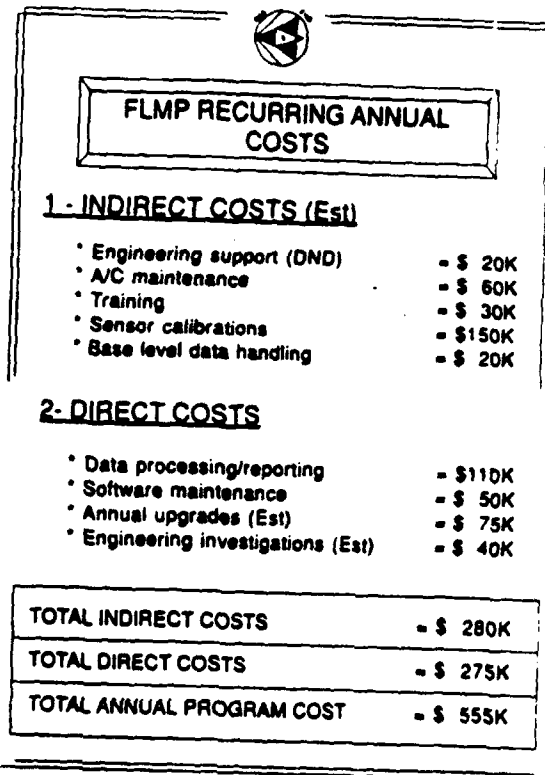 FLMP RECURRING ANNUAL
COSTS
1 - INDIRECT COSTS (Est)
* Engineering support (DND) = $ 20K
* A/C maintenance = $ 60K
* Training = $ 30K
* Sensor calibrations = $150K
* Base level data handling = $ 20K
2- DIRECT COSTS
* Data processing/reporting = $110K
* Software maintenance = $ 50K
* Annual upgrades (Est) = $ 75K
* Engineering investigations (Est) = $ 40K
TOTAL INDIRECT COSTS = $ 280K
TOTAL DIRECT COSTS = $ 275K
TOTAL ANNUAL PROGRAM COST = $ 555K